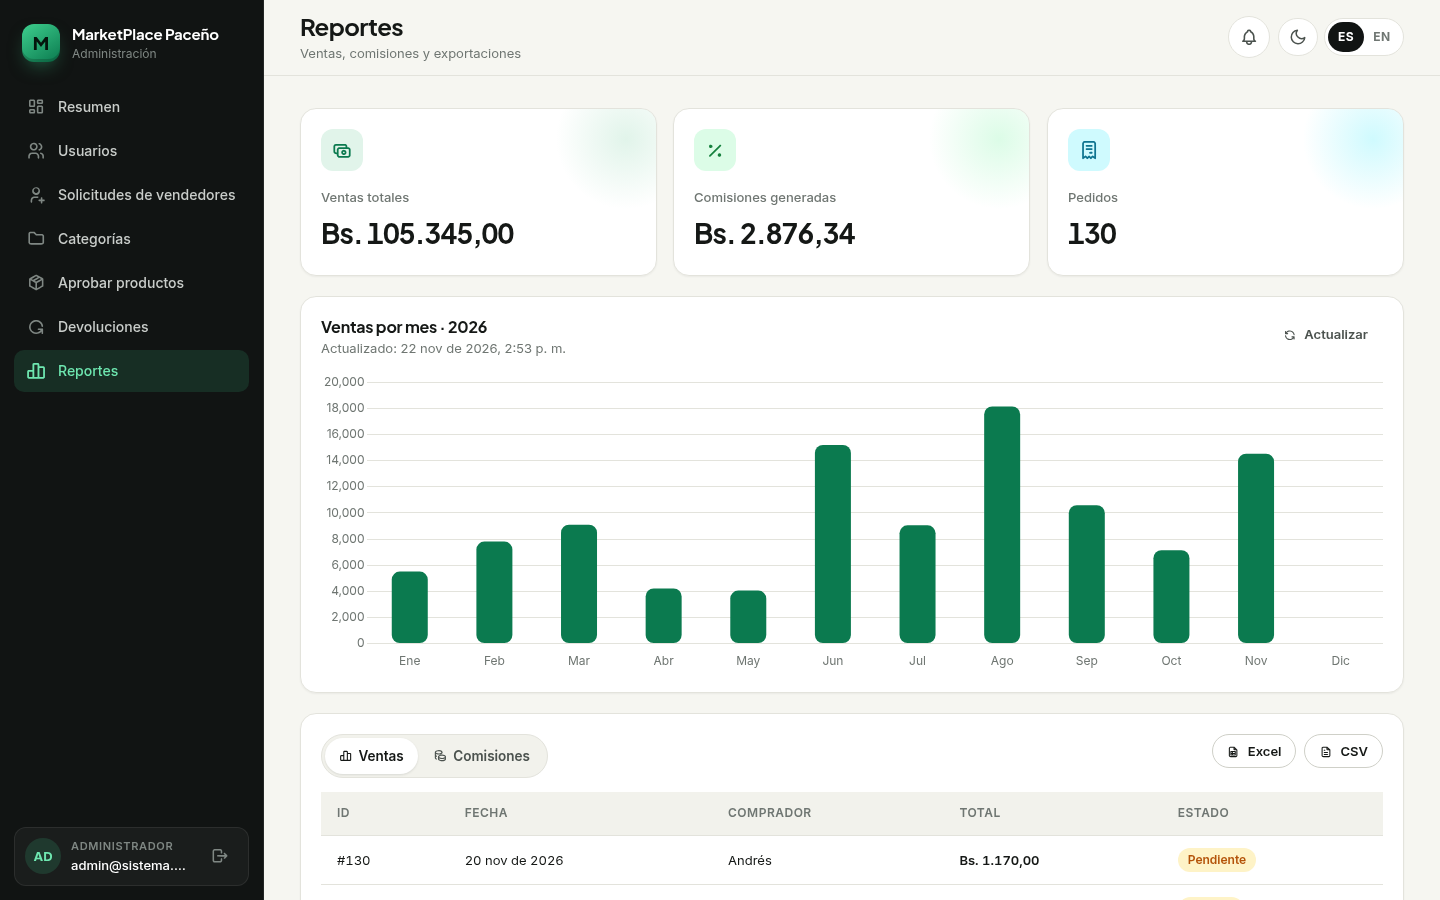 M
MarketPlace Paceño
Administración
Resumen
Usuarios
Solicitudes de vendedores
Categorías
Aprobar productos
Devoluciones
Reportes
AD
ADMINISTRADOR
admin@sistema....
Reportes
Ventas, comisiones y exportaciones
ES EN
Ventas totales
Bs. 105.345,00
Comisiones generadas
Bs. 2.876,34
Pedidos
130
Ventas por mes · 2026
Actualizado: 22 nov de 2026, 2:53 p. m.
Actualizar
20,000
18,000
16,000
14,000
12,000
10,000
8,000
6,000
4,000
2,000
0
Ene Feb Mar Abr May Jun Jul Ago Sep Oct Nov Dic
Ventas Comisiones
Excel CSV
ID FECHA COMPRADOR TOTAL ESTADO
#130 20 nov de 2026 Andrés Bs. 1.170,00 Pendiente